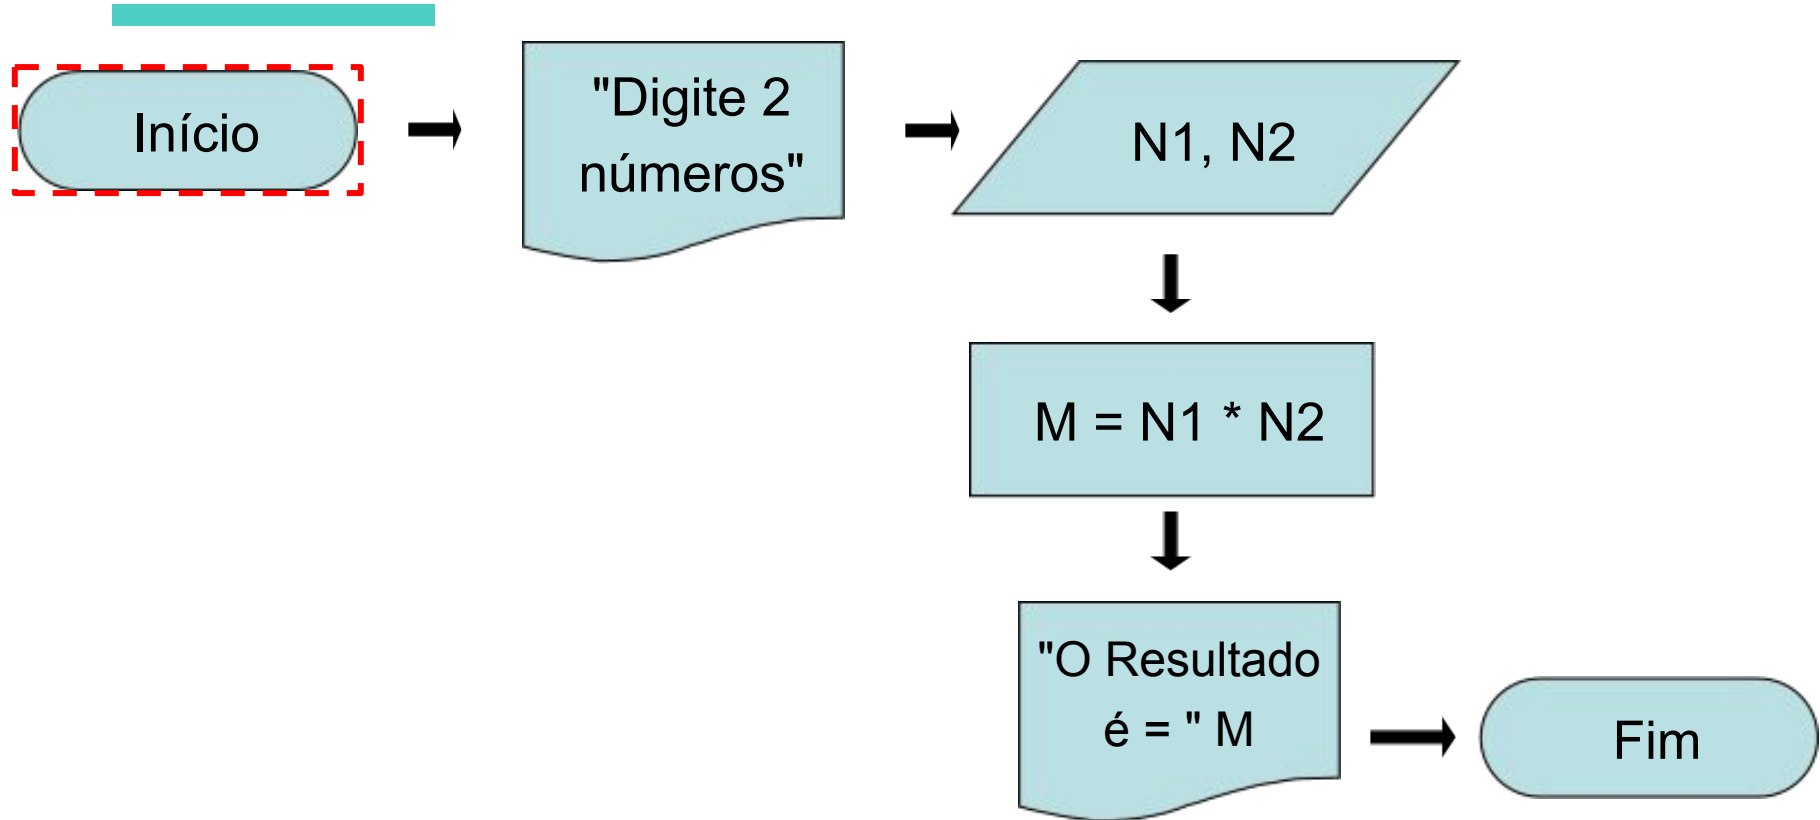 Início
"Digite 2
números"
N1, N2
M = N1 * N2
"O Resultado
é = " M
Fim